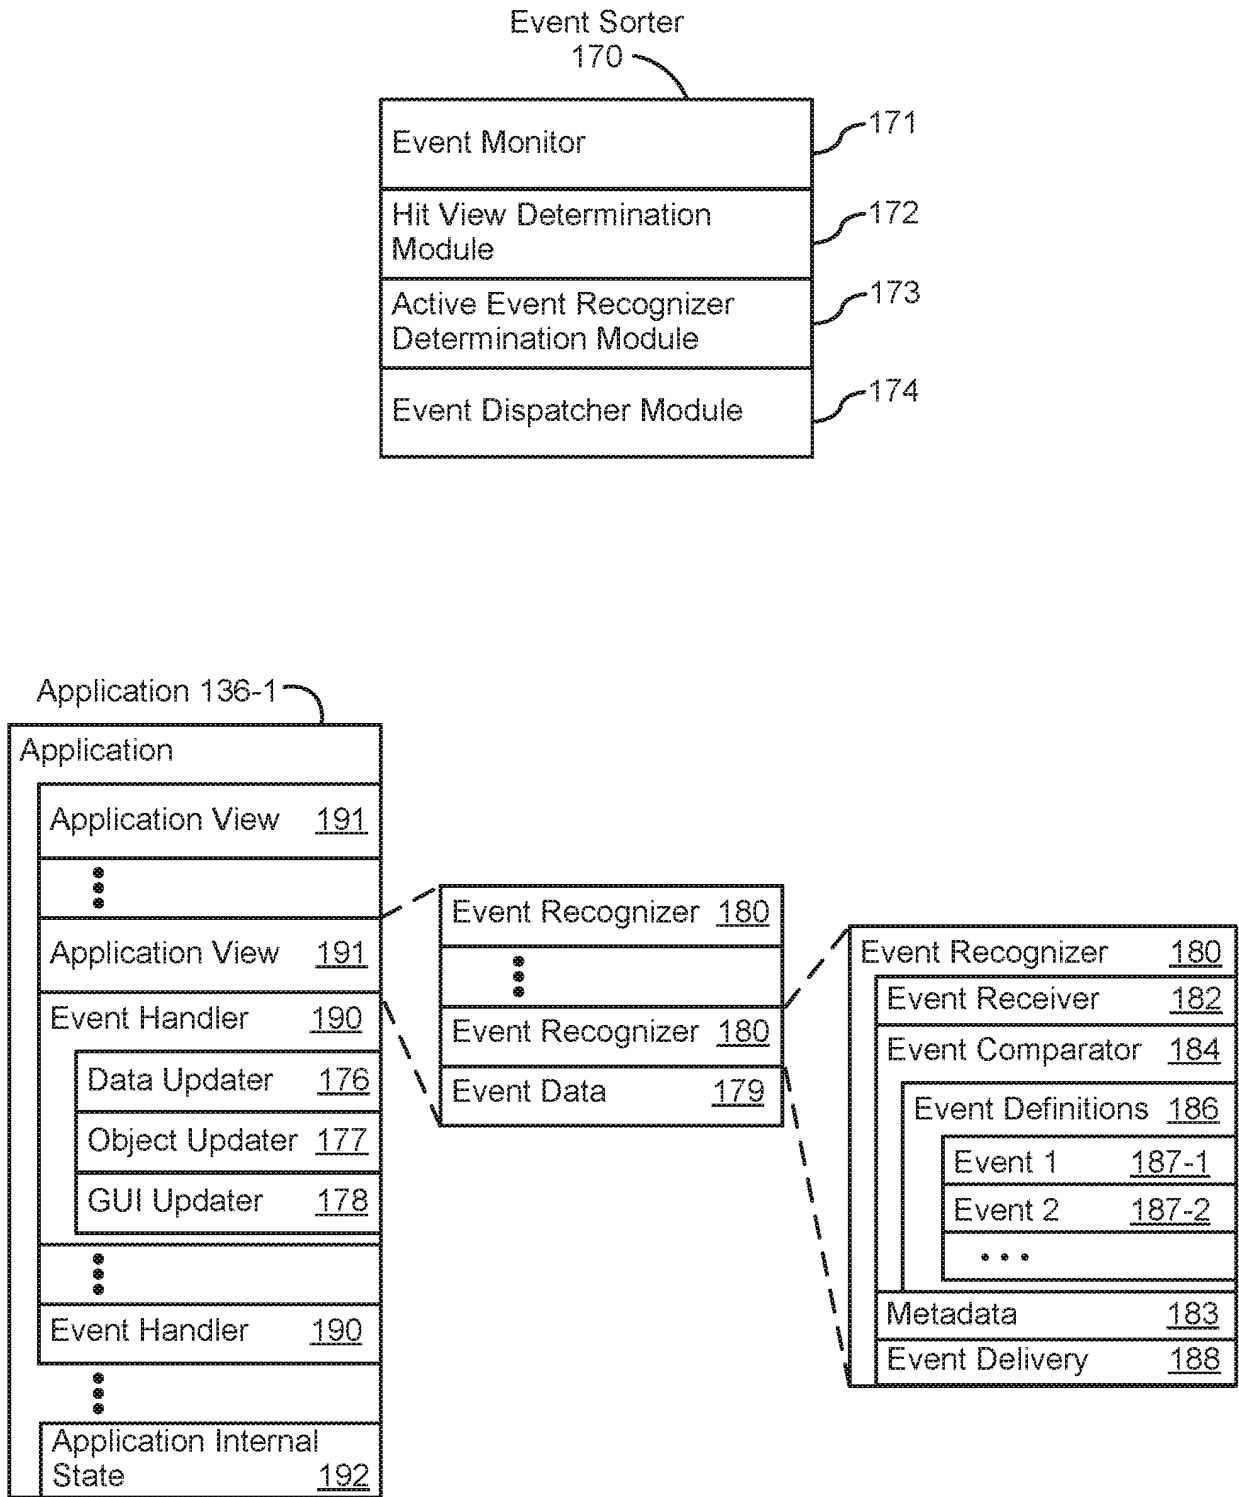 Event Sorter
170
Event Monitor
171
Hit View Determination
Module
172
Active Event Recognizer
Determination Module
173
Event Dispatcher Module
174
Application 136-1
Application
Application View 191
Application View 191
Event Handler 190
Data Updater 176
Object Updater 177
GUI Updater 178
Event Handler 190
Application Internal
State 192
Event Recognizer 180
Event Recognizer 180
Event Data 179
Event Recognizer 180
Event Receiver 182
Event Comparator 184
Event Definitions 186
Event 1 187-1
Event 2 187-2
Metadata 183
Event Delivery 188